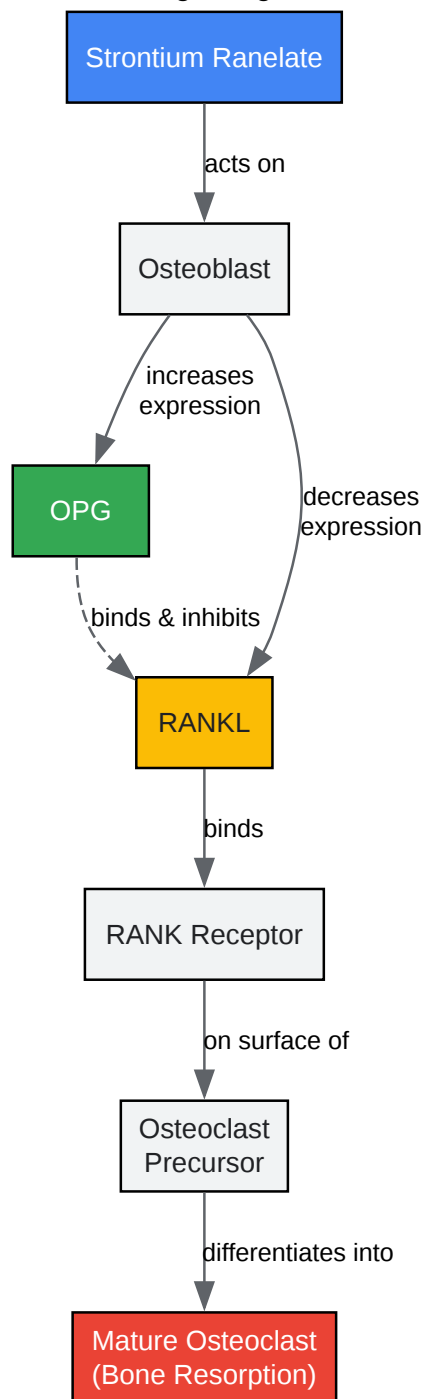 Strontium Ranelate
acts on
Osteoblast
increases
expression
decreases
expression
OPG
binds & inhibits
RANKL
binds
RANK Receptor
on surface of
Osteoclast
Precursor
differentiates into
Mature Osteoclast
(Bone Resorption)